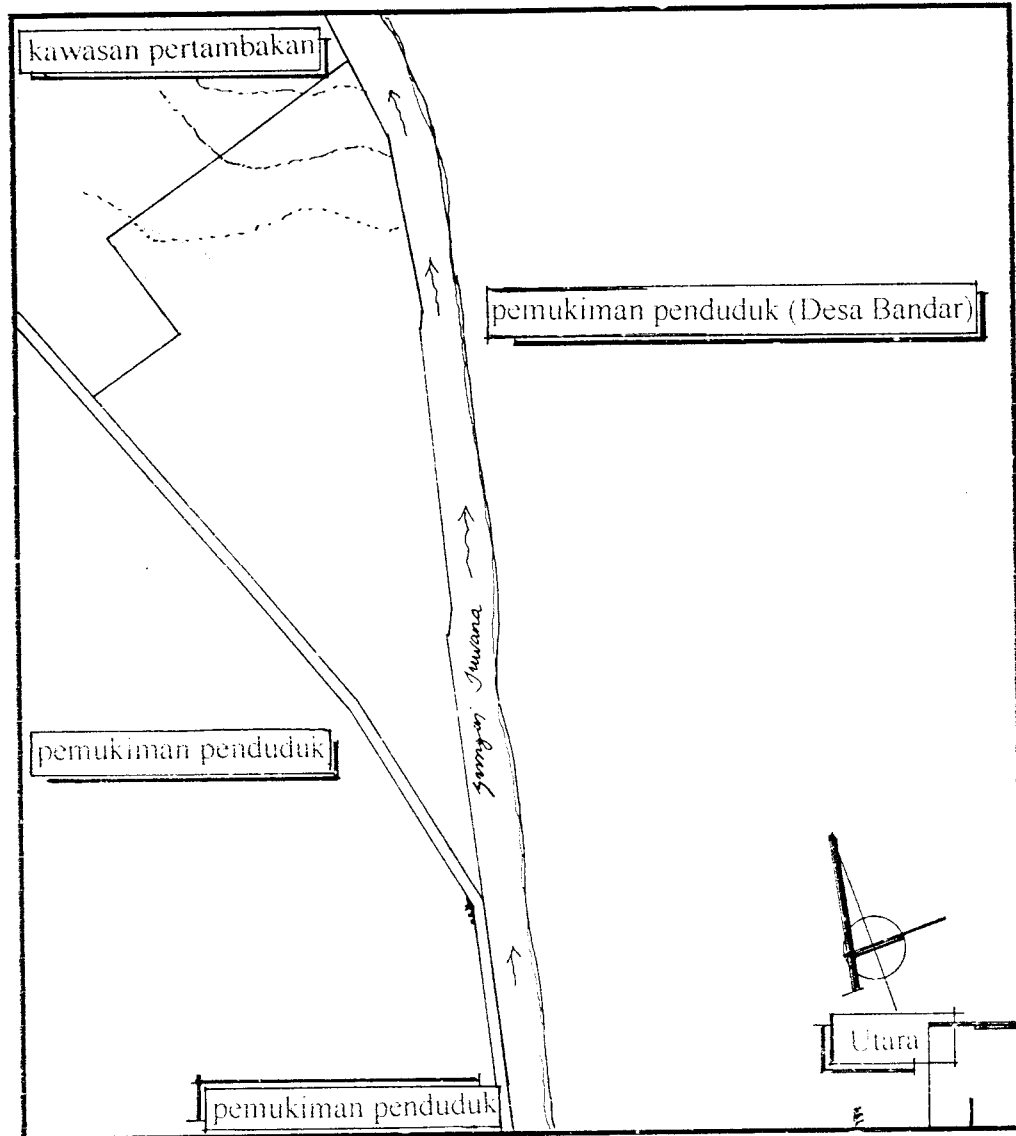 kawasan pertambakan
pemukiman penduduk (Desa Bandar)
Sungai Juwana
pemukiman penduduk
Utara
pemukiman penduduk